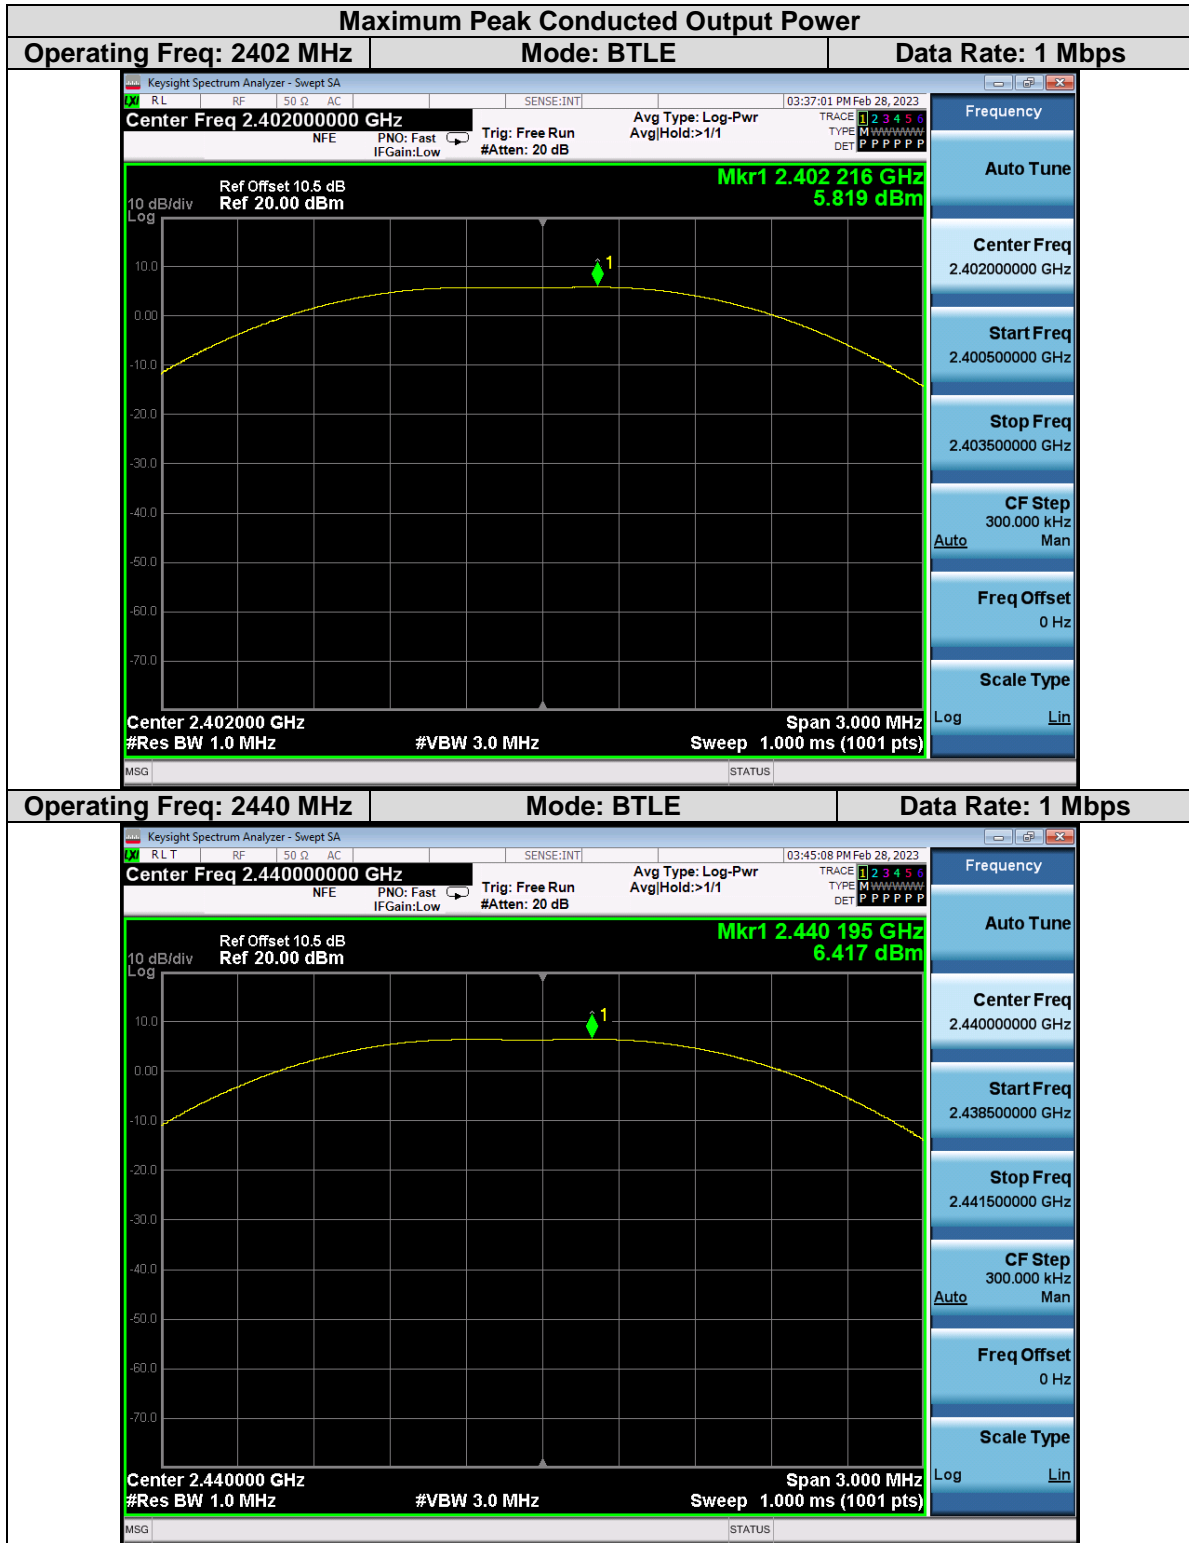 Maximum Peak Conducted Output Power
Operating Freq: 2402 MHz Mode: BTLE Data Rate: 1 Mbps
Keysight Spectrum Analyzer - Swept SA
LXI RL RF 50 Ω AC SENSE:INT 03:37:01 PM Feb 28, 2023
Center Freq 2.402000000 GHz
NFE PNO: Fast Trig: Free Run Avg Type: Log-Pwr TRACE 1 2 3 4 5 6
IFGain:Low #Atten: 20 dB Avg|Hold:>1/1 TYPE M WWWWW
DET P P P P P P
Mkr1 2.402 216 GHz
5.819 dBm
Ref Offset 10.5 dB
10 dB/div Ref 20.00 dBm
Log
1
10.0
0.00
-10.0
-20.0
-30.0
-40.0
-50.0
-60.0
-70.0
Center 2.402000 GHz Span 3.000 MHz
#Res BW 1.0 MHz #VBW 3.0 MHz Sweep 1.000 ms (1001 pts)
MSG STATUS
Frequency
Auto Tune
Center Freq
2.402000000 GHz
Start Freq
2.400500000 GHz
Stop Freq
2.403500000 GHz
CF Step
300.000 kHz
Auto Man
Freq Offset
0 Hz
Scale Type
Log Lin
Operating Freq: 2440 MHz Mode: BTLE Data Rate: 1 Mbps
Keysight Spectrum Analyzer - Swept SA
LXI RLT RF 50 Ω AC SENSE:INT 03:45:08 PM Feb 28, 2023
Center Freq 2.440000000 GHz
NFE PNO: Fast Trig: Free Run Avg Type: Log-Pwr TRACE 1 2 3 4 5 6
IFGain:Low #Atten: 20 dB Avg|Hold:>1/1 TYPE M WWWWW
DET P P P P P P
Mkr1 2.440 195 GHz
6.417 dBm
Ref Offset 10.5 dB
10 dB/div Ref 20.00 dBm
Log
1
10.0
0.00
-10.0
-20.0
-30.0
-40.0
-50.0
-60.0
-70.0
Center 2.440000 GHz Span 3.000 MHz
#Res BW 1.0 MHz #VBW 3.0 MHz Sweep 1.000 ms (1001 pts)
MSG STATUS
Frequency
Auto Tune
Center Freq
2.440000000 GHz
Start Freq
2.438500000 GHz
Stop Freq
2.441500000 GHz
CF Step
300.000 kHz
Auto Man
Freq Offset
0 Hz
Scale Type
Log Lin